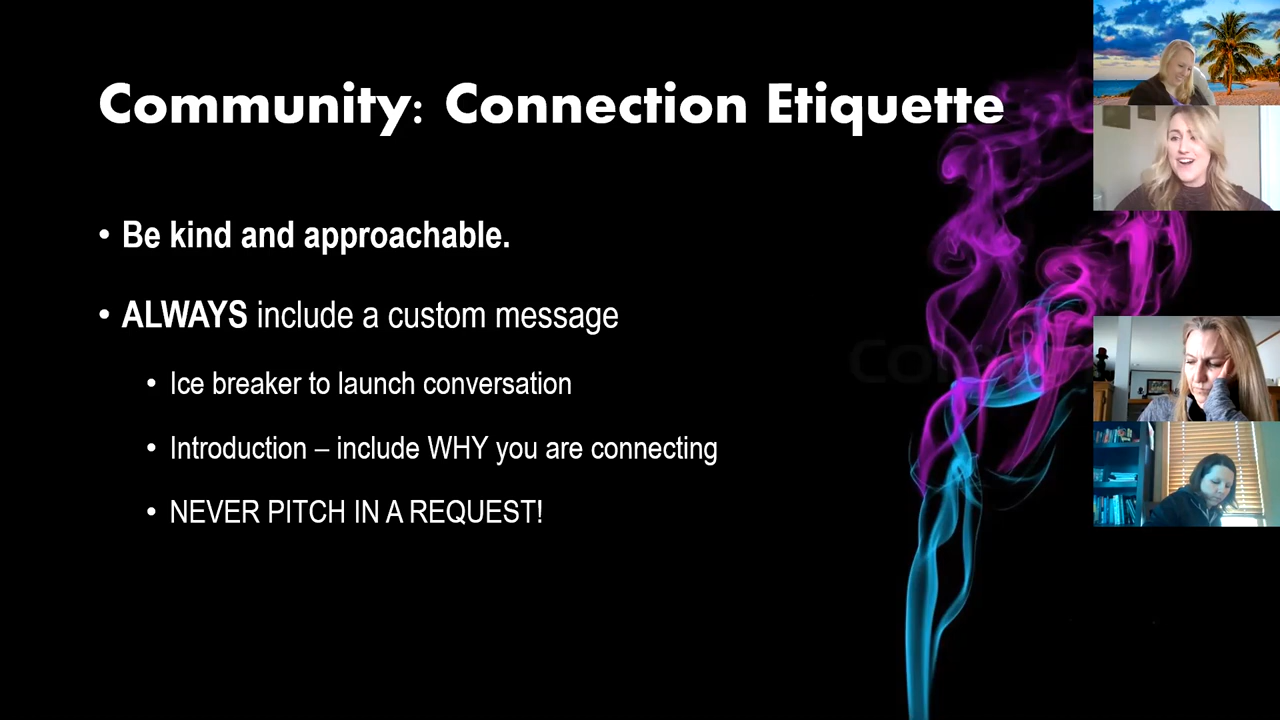 Community: Connection Etiquette
• Be kind and approachable.
• ALWAYS include a custom message
• Ice breaker to launch conversation
• Introduction – include WHY you are connecting
• NEVER PITCH IN A REQUEST!